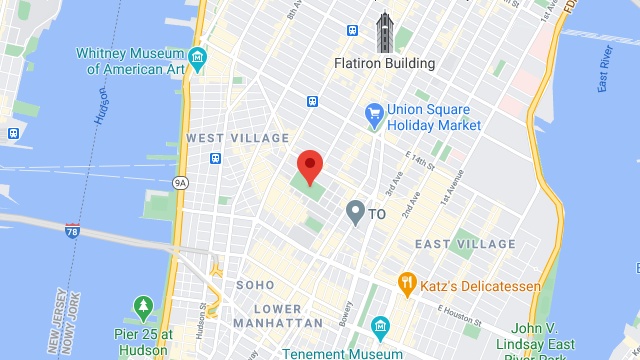 8th Ave
1st Ave
FDR
Whitney Museum
of American Art
Flatiron Building
East River
Hudson
Union Square
Holiday Market
WEST VILLAGE
E 14th St
9A
3rd Ave
2nd Ave
1st Avenue
TO
78
EAST VILLAGE
SOHO
Katz's Delicatessen
NEW JERSEY
NOWY JORK
Hudson St
LOWER
MANHATTAN
Bowery
E Houston St
Pier 25 at
Hudson
Tenement Museum
John V.
Lindsay East
River Park